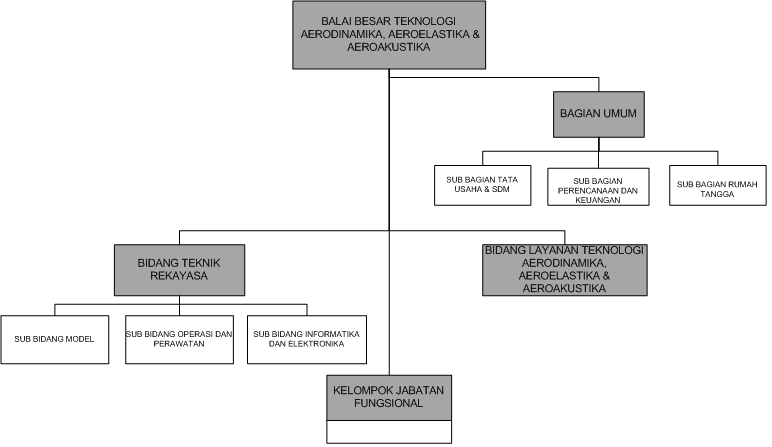 BALAI BESAR TEKNOLOGI
AERODINAMIKA, AEROELASTIKA &
AEROAKUSTIKA
BAGIAN UMUM
SUB BAGIAN TATA
USAHA & SDM
SUB BAGIAN
PERENCANAAN DAN
KEUANGAN
SUB BAGIAN RUMAH
TANGGA
BIDANG TEKNIK
REKAYASA
BIDANG LAYANAN TEKNOLOGI
AERODINAMIKA,
AEROELASTIKA &
AEROAKUSTIKA
SUB BIDANG MODEL
SUB BIDANG OPERASI DAN
PERAWATAN
SUB BIDANG INFORMATIKA
DAN ELEKTRONIKA
KELOMPOK JABATAN
FUNGSIONAL